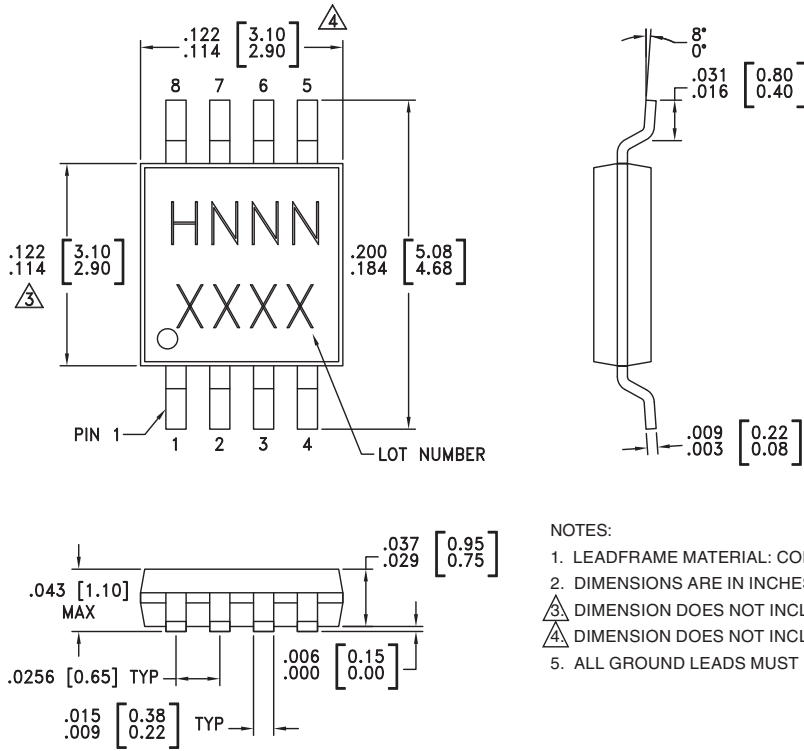 .122 [3.10]
.114 [2.90]
4
8 7 6 5
HNNN
XXXX
.122 [3.10]
.114 [2.90]
3
.200 [5.08]
.184 [4.68]
PIN 1
1 2 3 4
LOT NUMBER
8°
0°
.031 [0.80]
.016 [0.40]
.009 [0.22]
.003 [0.08]
.043 [1.10]
MAX
.037 [0.95]
.029 [0.75]
.0256 [0.65] TYP
.006 [0.15]
.000 [0.00]
.015 [0.38]
.009 [0.22] TYP
NOTES:
1. LEADFRAME MATERIAL:
2. DIMENSIONS ARE IN INCHES
3. DIMENSION DOES NOT INCL
4. DIMENSION DOES NOT INCL
5. ALL GROUND LEADS MUST